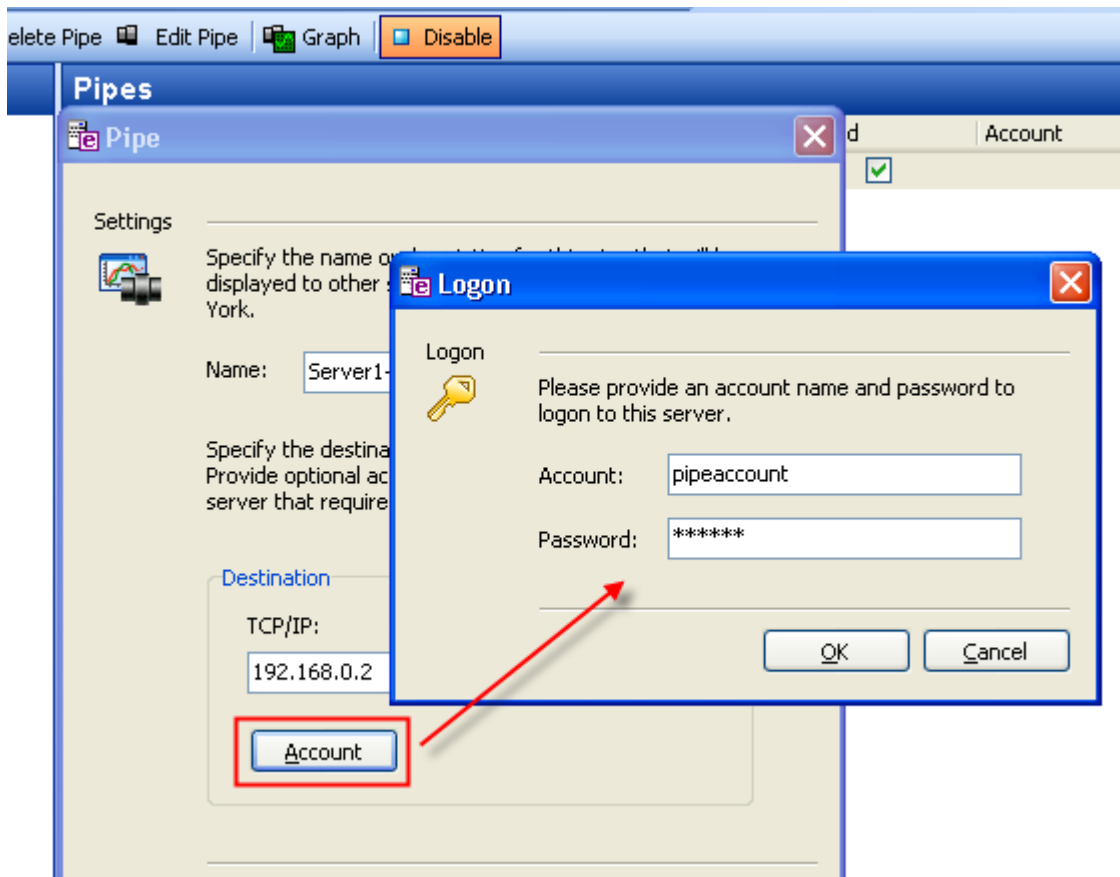 elete Pipe Edit Pipe Graph Disable
Pipes
Pipe
d Account
Settings
Specify the name
displayed to other
York.
Name: Server1-
Specify the destina
Provide optional ac
server that require
Destination
TCP/IP:
192.168.0.2
Account
Logon
Logon
Please provide an account name and password to
logon to this server.
Account: pipeaccount
Password: ******
OK Cancel